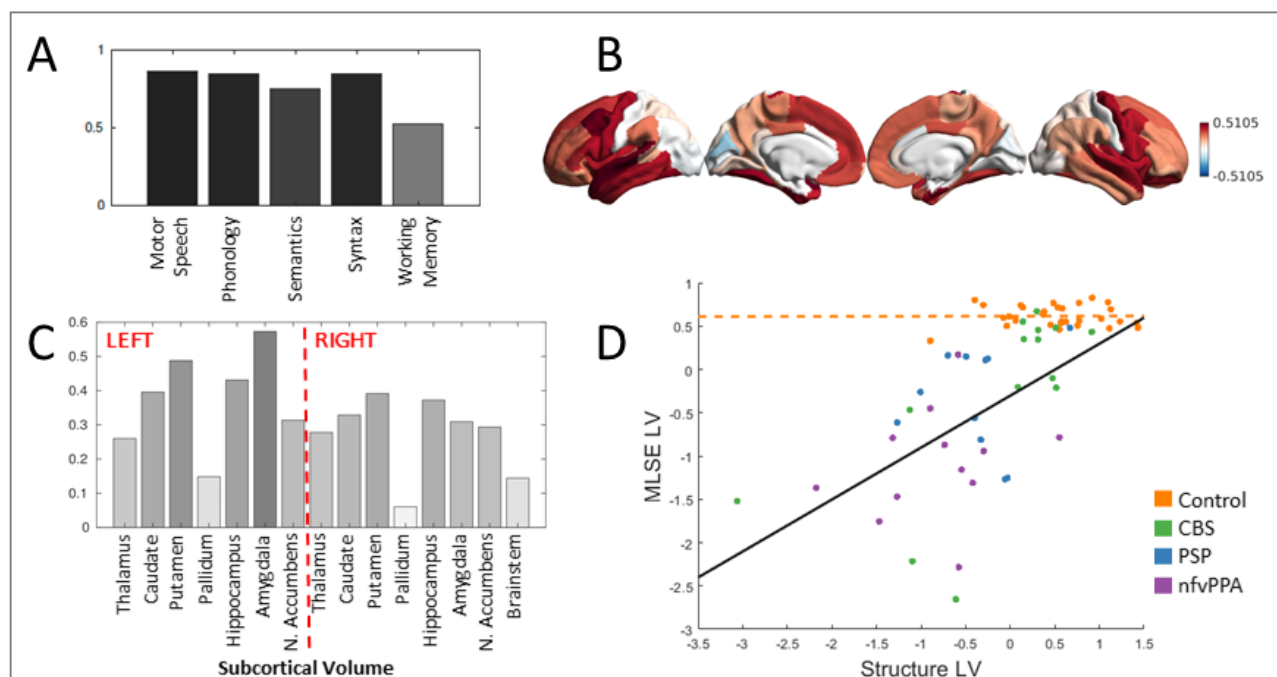 A
1
0.5
0
Motor
Speech
Phonology
Semantics
Syntax
Working
Memory
B
0.5105
-0.5105
C
0.6
0.5
0.4
0.3
0.2
0.1
0
LEFT
RIGHT
Thalamus
Caudate
Putamen
Pallidum
Hippocampus
Amygdala
N. Accumbens
Thalamus
Caudate
Putamen
Pallidum
Hippocampus
Amygdala
N. Accumbens
Brainstem
Subcortical Volume
D
1
0.5
0
-0.5
-1
-1.5
-2
-2.5
-3
MLSE LV
-3.5 -3 -2.5 -2 -1.5 -1 -0.5 0 0.5 1 1.5
Structure LV
Control
CBS
PSP
nfvPPA